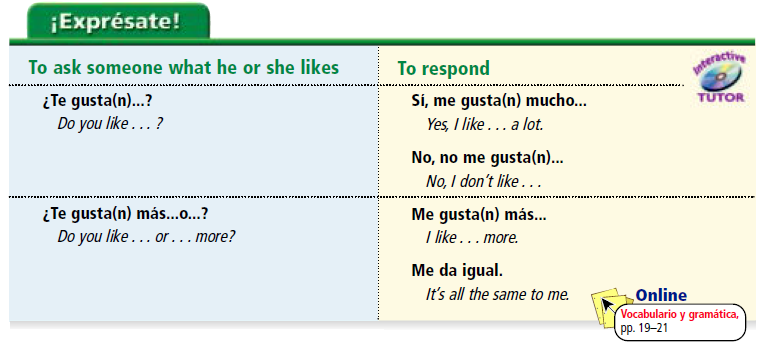 ¡Exprésate!
To ask someone what he or she likes
To respond
Interactive
TUTOR
¿Te gusta(n)...?
Do you like . . . ?
Sí, me gusta(n) mucho...
Yes, I like . . . a lot.
No, no me gusta(n)...
No, I don't like . . .
¿Te gusta(n) más...o...?
Do you like . . . or . . . more?
Me gusta(n) más...
I like . . . more.
Me da igual.
It's all the same to me.
Online
Vocabulario y gramática,
pp. 19–21